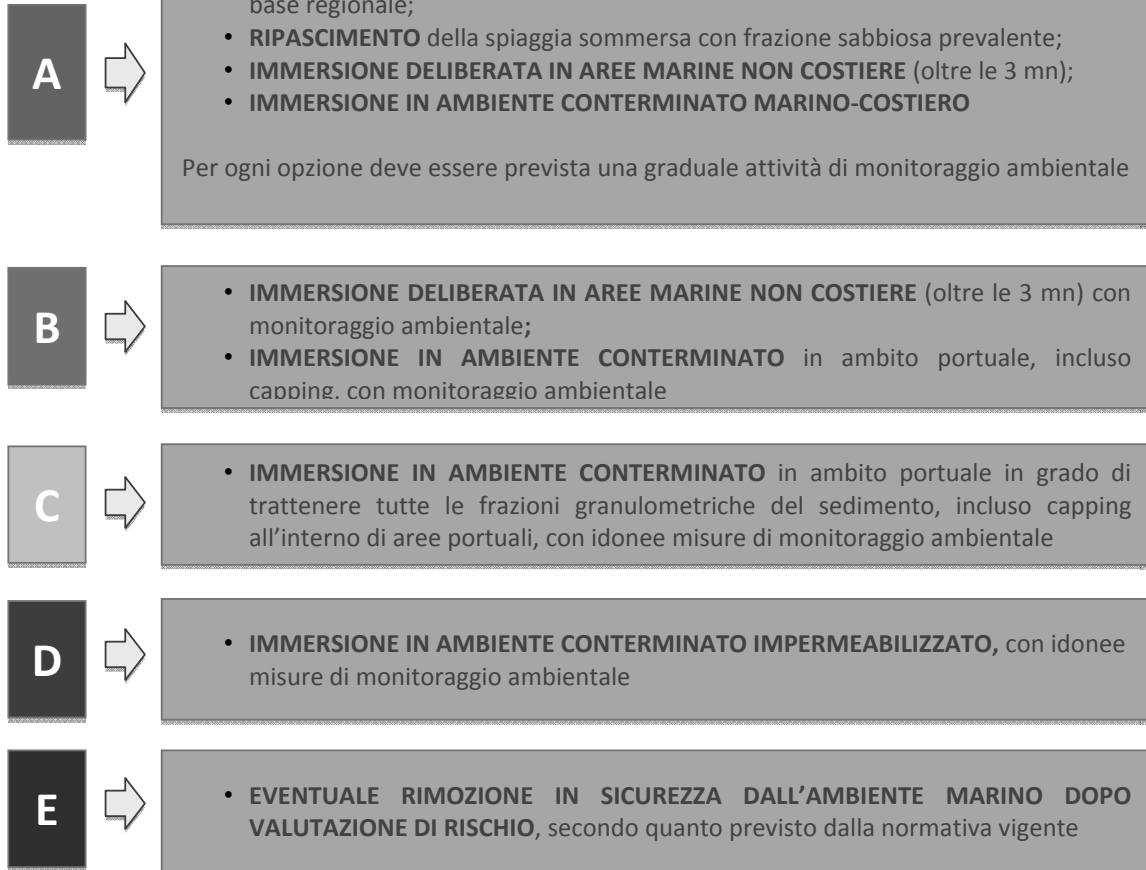 base regionale;
• RIPASCIMENTO della spiaggia sommersa con frazione sabbiosa prevalente;
• IMMERSIONE DELIBERATA IN AREE MARINE NON COSTIERE (oltre le 3 mn);
• IMMERSIONE IN AMBIENTE CONTERMINATO MARINO-COSTIERO
A
Per ogni opzione deve essere prevista una graduale attività di monitoraggio ambientale
• IMMERSIONE DELIBERATA IN AREE MARINE NON COSTIERE (oltre le 3 mn) con
monitoraggio ambientale;
B
• IMMERSIONE IN AMBIENTE CONTERMINATO in ambito portuale, incluso
capping, con monitoraggio ambientale
• IMMERSIONE IN AMBIENTE CONTERMINATO in ambito portuale in grado di
C
trattenere tutte le frazioni granulometriche del sedimento, incluso capping
all'interno di aree portuali, con idonee misure di monitoraggio ambientale
D
• IMMERSIONE IN AMBIENTE CONTERMINATO IMPERMEABILIZZATO, con idonee
misure di monitoraggio ambientale
E
• EVENTUALE RIMOZIONE IN SICUREZZA DALL'AMBIENTE MARINO DOPO
VALUTAZIONE DI RISCHIO, secondo quanto previsto dalla normativa vigente